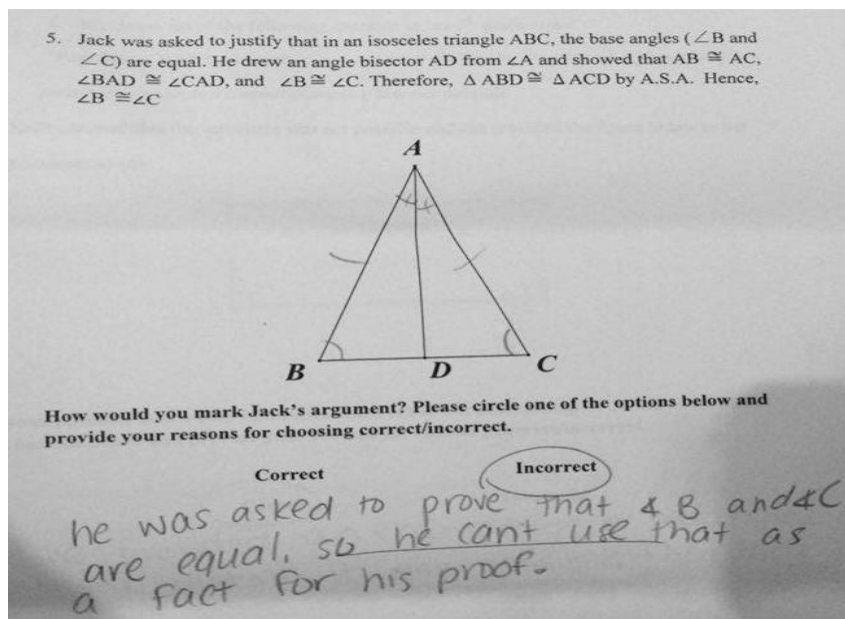 5. Jack was asked to justify that in an isosceles triangle ABC, the base angles (∠B and
∠C) are equal. He drew an angle bisector AD from ∠A and showed that AB ≅ AC,
∠BAD ≅ ∠CAD, and ∠B ≅ ∠C. Therefore, Δ ABD ≅ Δ ACD by A.S.A. Hence,
∠B ≅ ∠C
A
B
D
C
How would you mark Jack's argument? Please circle one of the options below and
provide your reasons for choosing correct/incorrect.
Correct
Incorrect
he was asked to prove that ∡ B and ∡C
are equal. so he cant use that as
a fact for his proof.